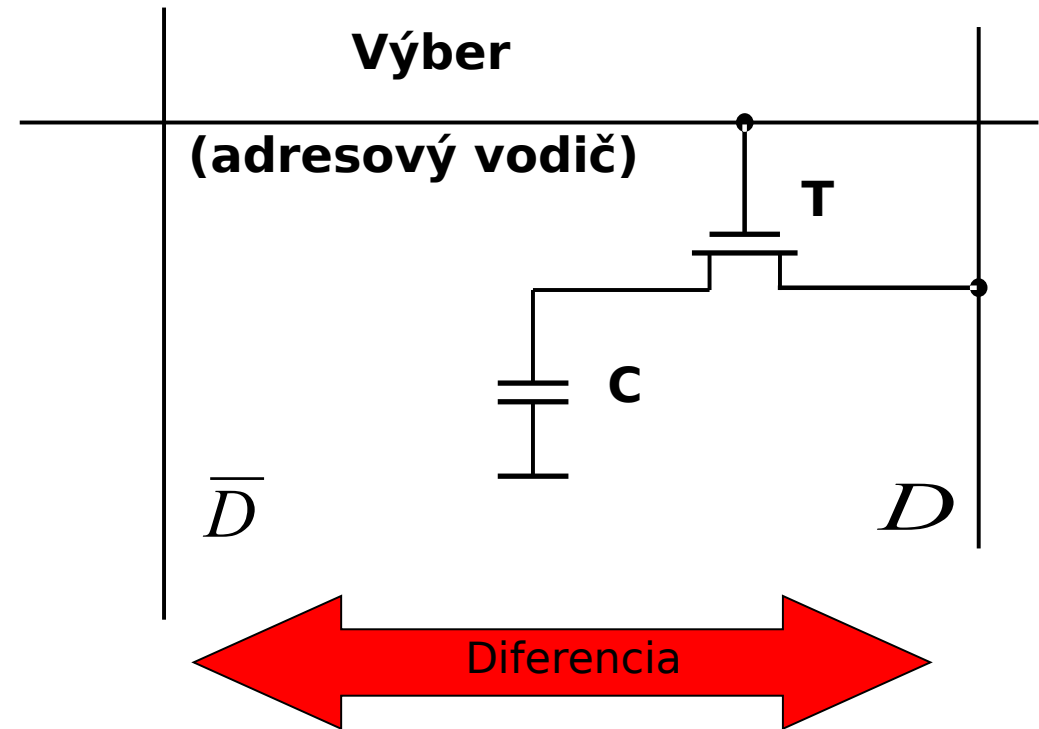 Výber
(adresový vodič)
T
C
D̅
D
Diferencia